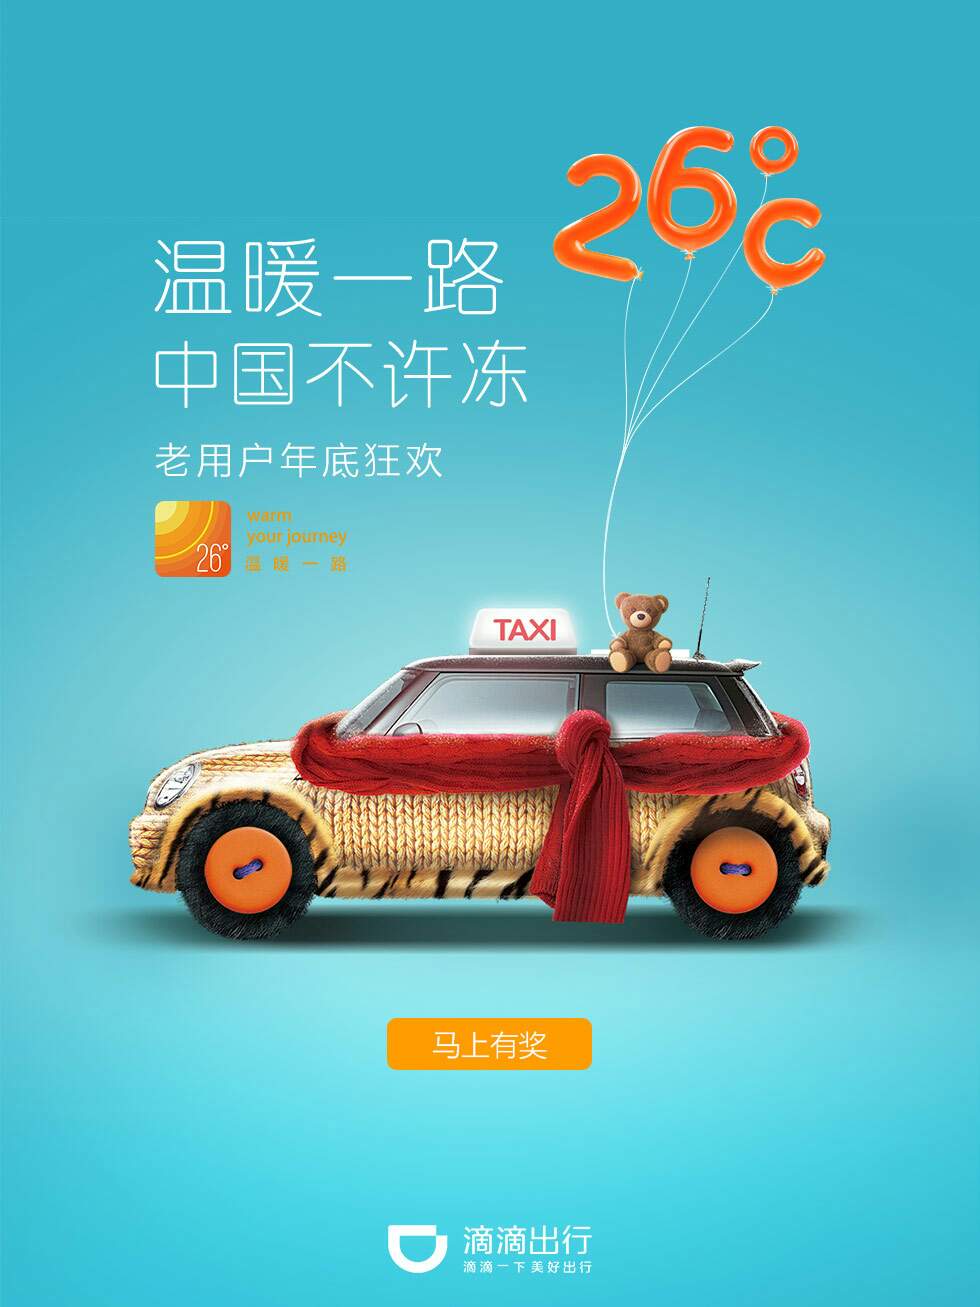 26°C
温暖一路
中国不许冻
老用户年底狂欢
26°
warm
your journey
温暖一路
TAXI
马上有奖
滴滴出行
滴滴一下 美好出行